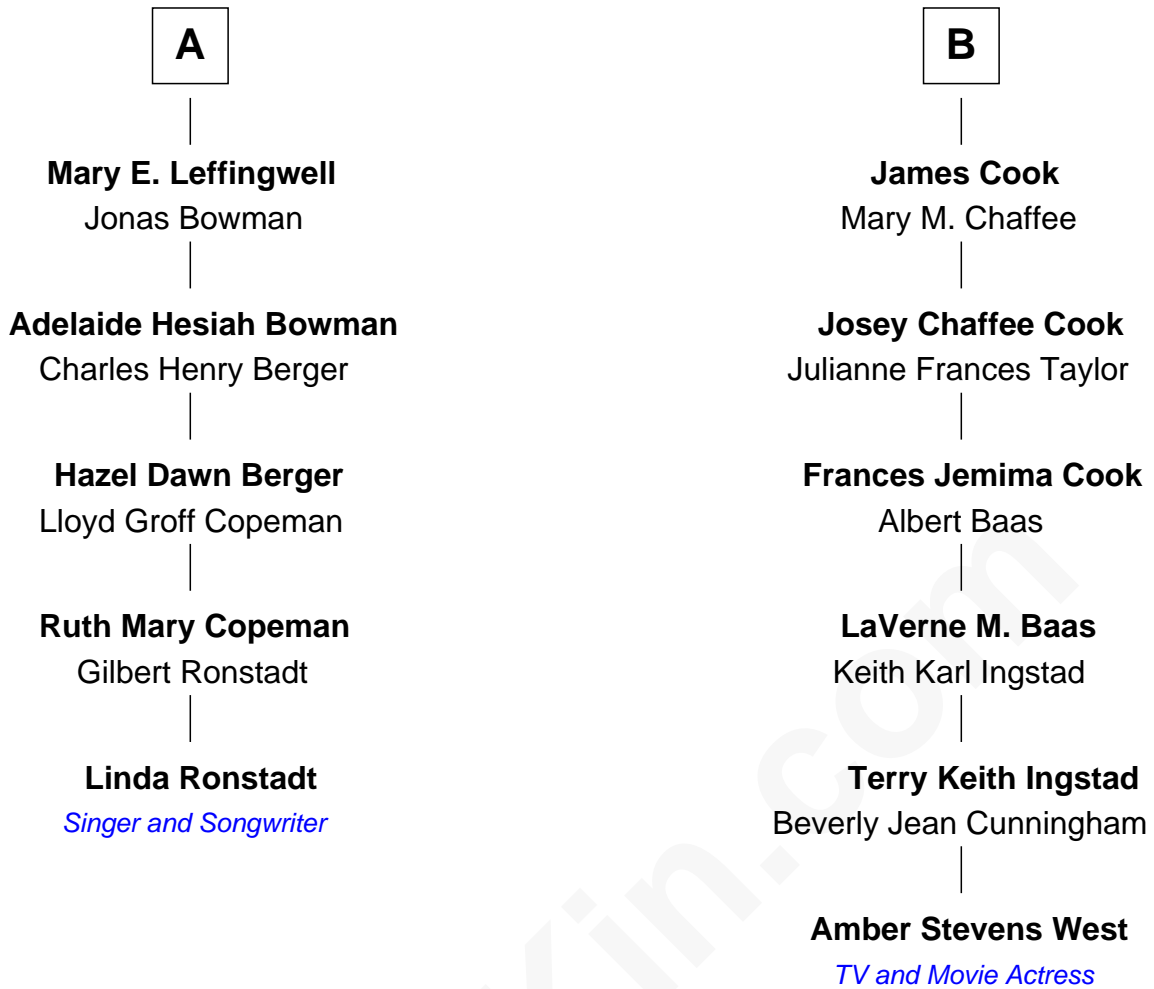 A
Mary E. Leffingwell
Jonas Bowman
Adelaide Hesiah Bowman
Charles Henry Berger
Hazel Dawn Berger
Lloyd Groff Copeman
Ruth Mary Copeman
Gilbert Ronstadt
Linda Ronstadt
Singer and Songwriter
B
James Cook
Mary M. Chaffee
Josey Chaffee Cook
Julianne Frances Taylor
Frances Jemima Cook
Albert Baas
LaVerne M. Baas
Keith Karl Ingstad
Terry Keith Ingstad
Beverly Jean Cunningham
Amber Stevens West
TV and Movie Actress